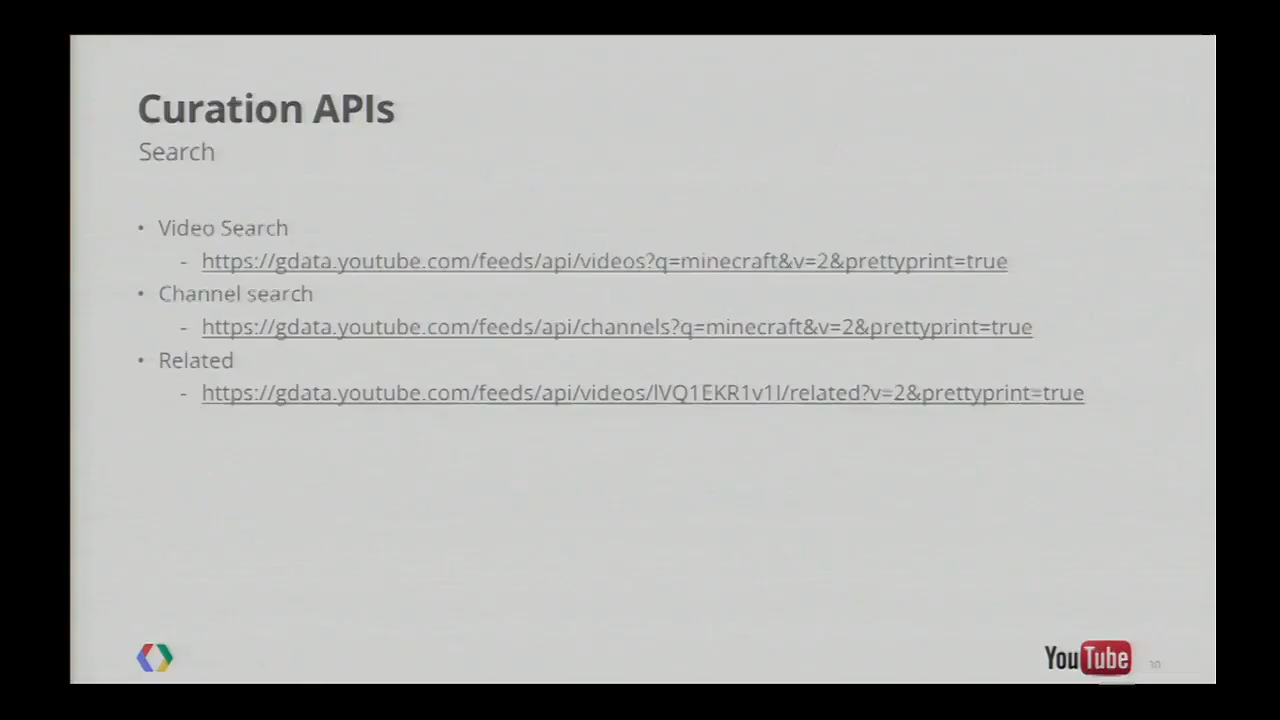 Curation APIs
Search
• Video Search
- https://gdata.youtube.com/feeds/api/videos?q=minecraft&v=2&prettyprint=true
• Channel search
- https://gdata.youtube.com/feeds/api/channels?q=minecraft&v=2&prettyprint=true
• Related
- https://gdata.youtube.com/feeds/api/videos/lVQ1EKR1v1I/related?v=2&prettyprint=true
YouTube 30